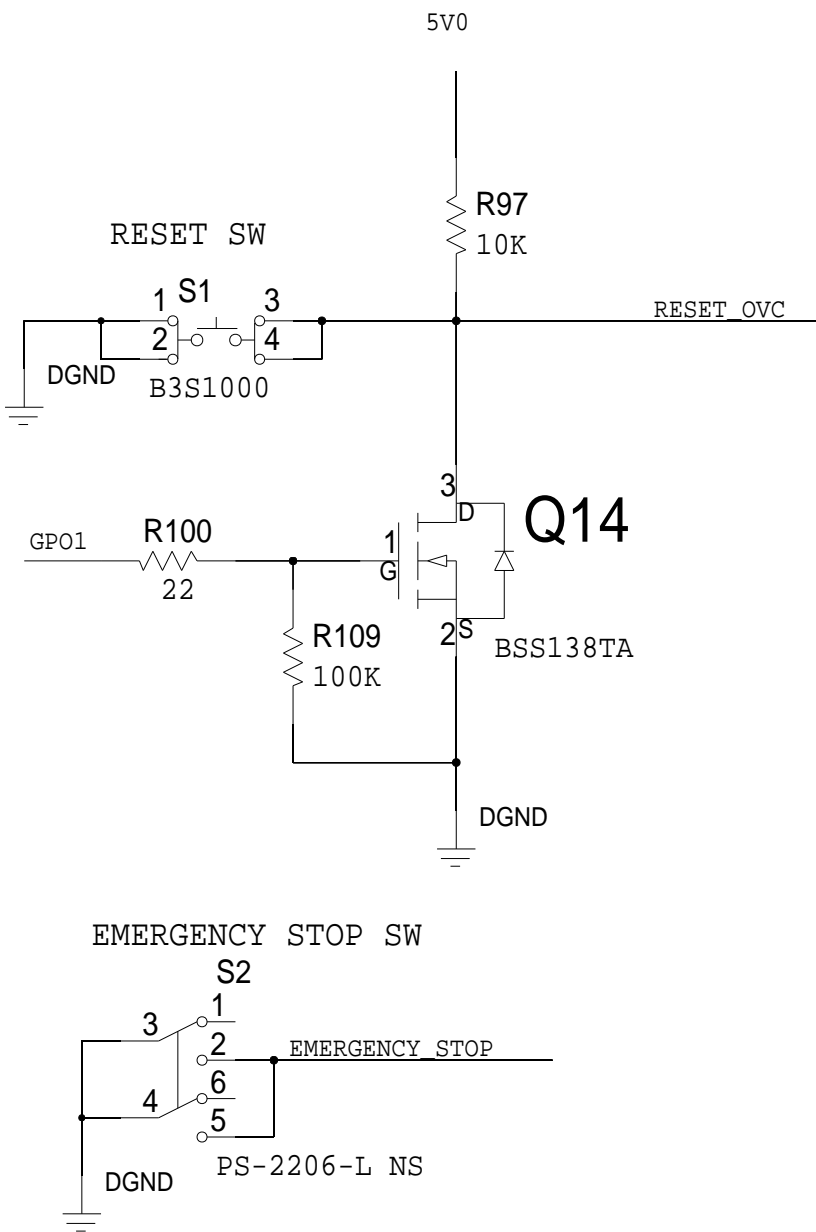 5V0
R97
10K
RESET SW
1 S1 3
2 4
RESET_OVC
DGND
B3S1000
3
D
Q14
GPO1
R100
22
1
G
2 S
BSS138TA
R109
100K
DGND
EMERGENCY STOP SW
S2
1
3
2
EMERGENCY_STOP
6
4
5
PS-2206-L NS
DGND